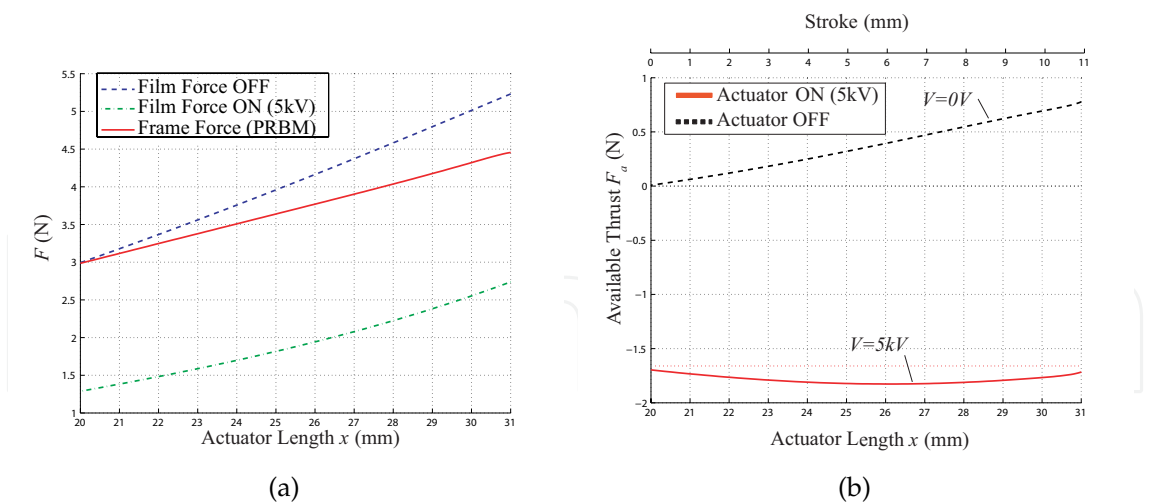 Film Force OFF
Film Force ON (5kV)
Frame Force (PRBM)
5.5
5
4.5
4
3.5
3
2.5
2
1.5
1
F (N)
20 21 22 23 24 25 26 27 28 29 30 31
Actuator Length x (mm)
(a)
Stroke (mm)
0 1 2 3 4 5 6 7 8 9 10 11
Actuator ON (5kV)
Actuator OFF
V=0V
1
0.5
0
−0.5
−1
−1.5
−2
Available Thrust Fa (N)
V=5kV
20 21 22 23 24 25 26 27 28 29 30 31
Actuator Length x (mm)
(b)